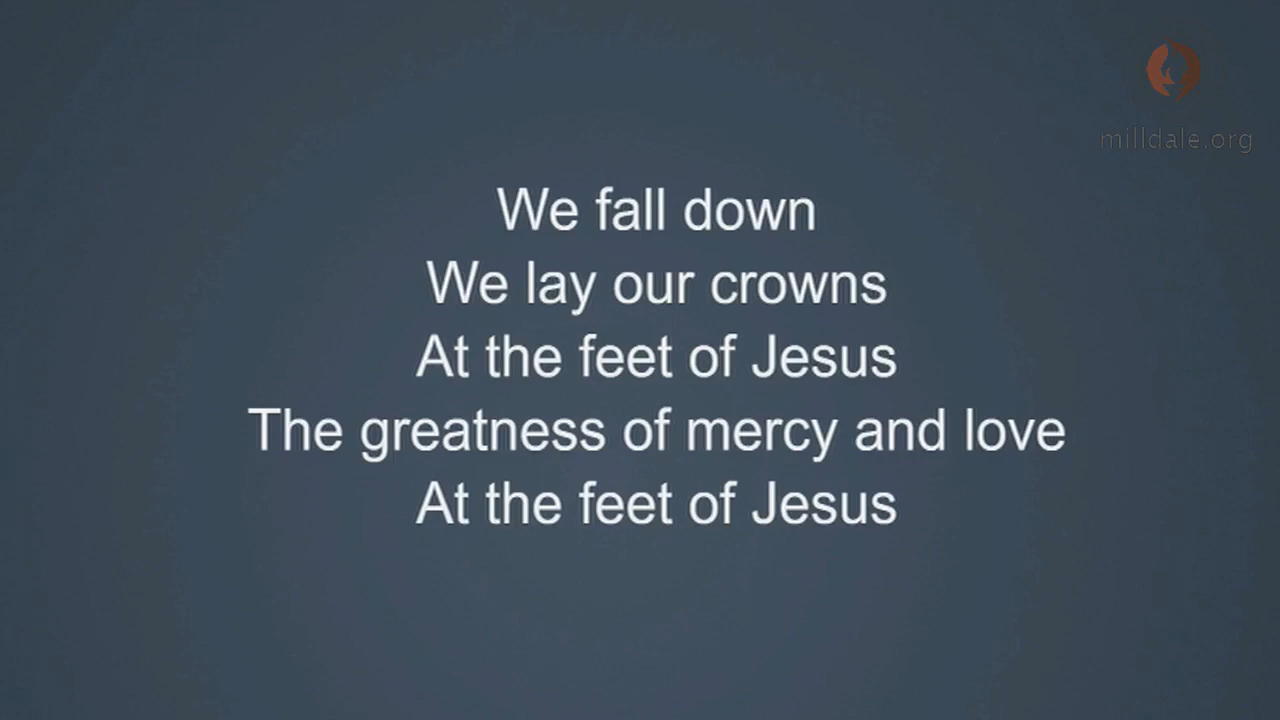 milldale.org
We fall down
We lay our crowns
At the feet of Jesus
The greatness of mercy and love
At the feet of Jesus